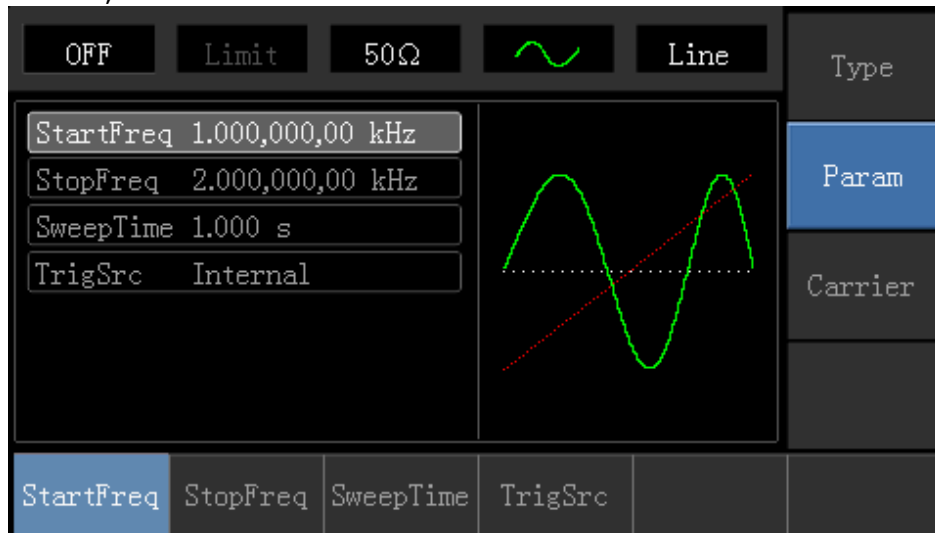 OFF Limit 50Ω Line
Type
StartFreq 1.000,000,00 kHz
StopFreq 2.000,000,00 kHz
SweepTime 1.000 s
TrigSrc Internal
Param
Carrier
StartFreq StopFreq SweepTime TrigSrc